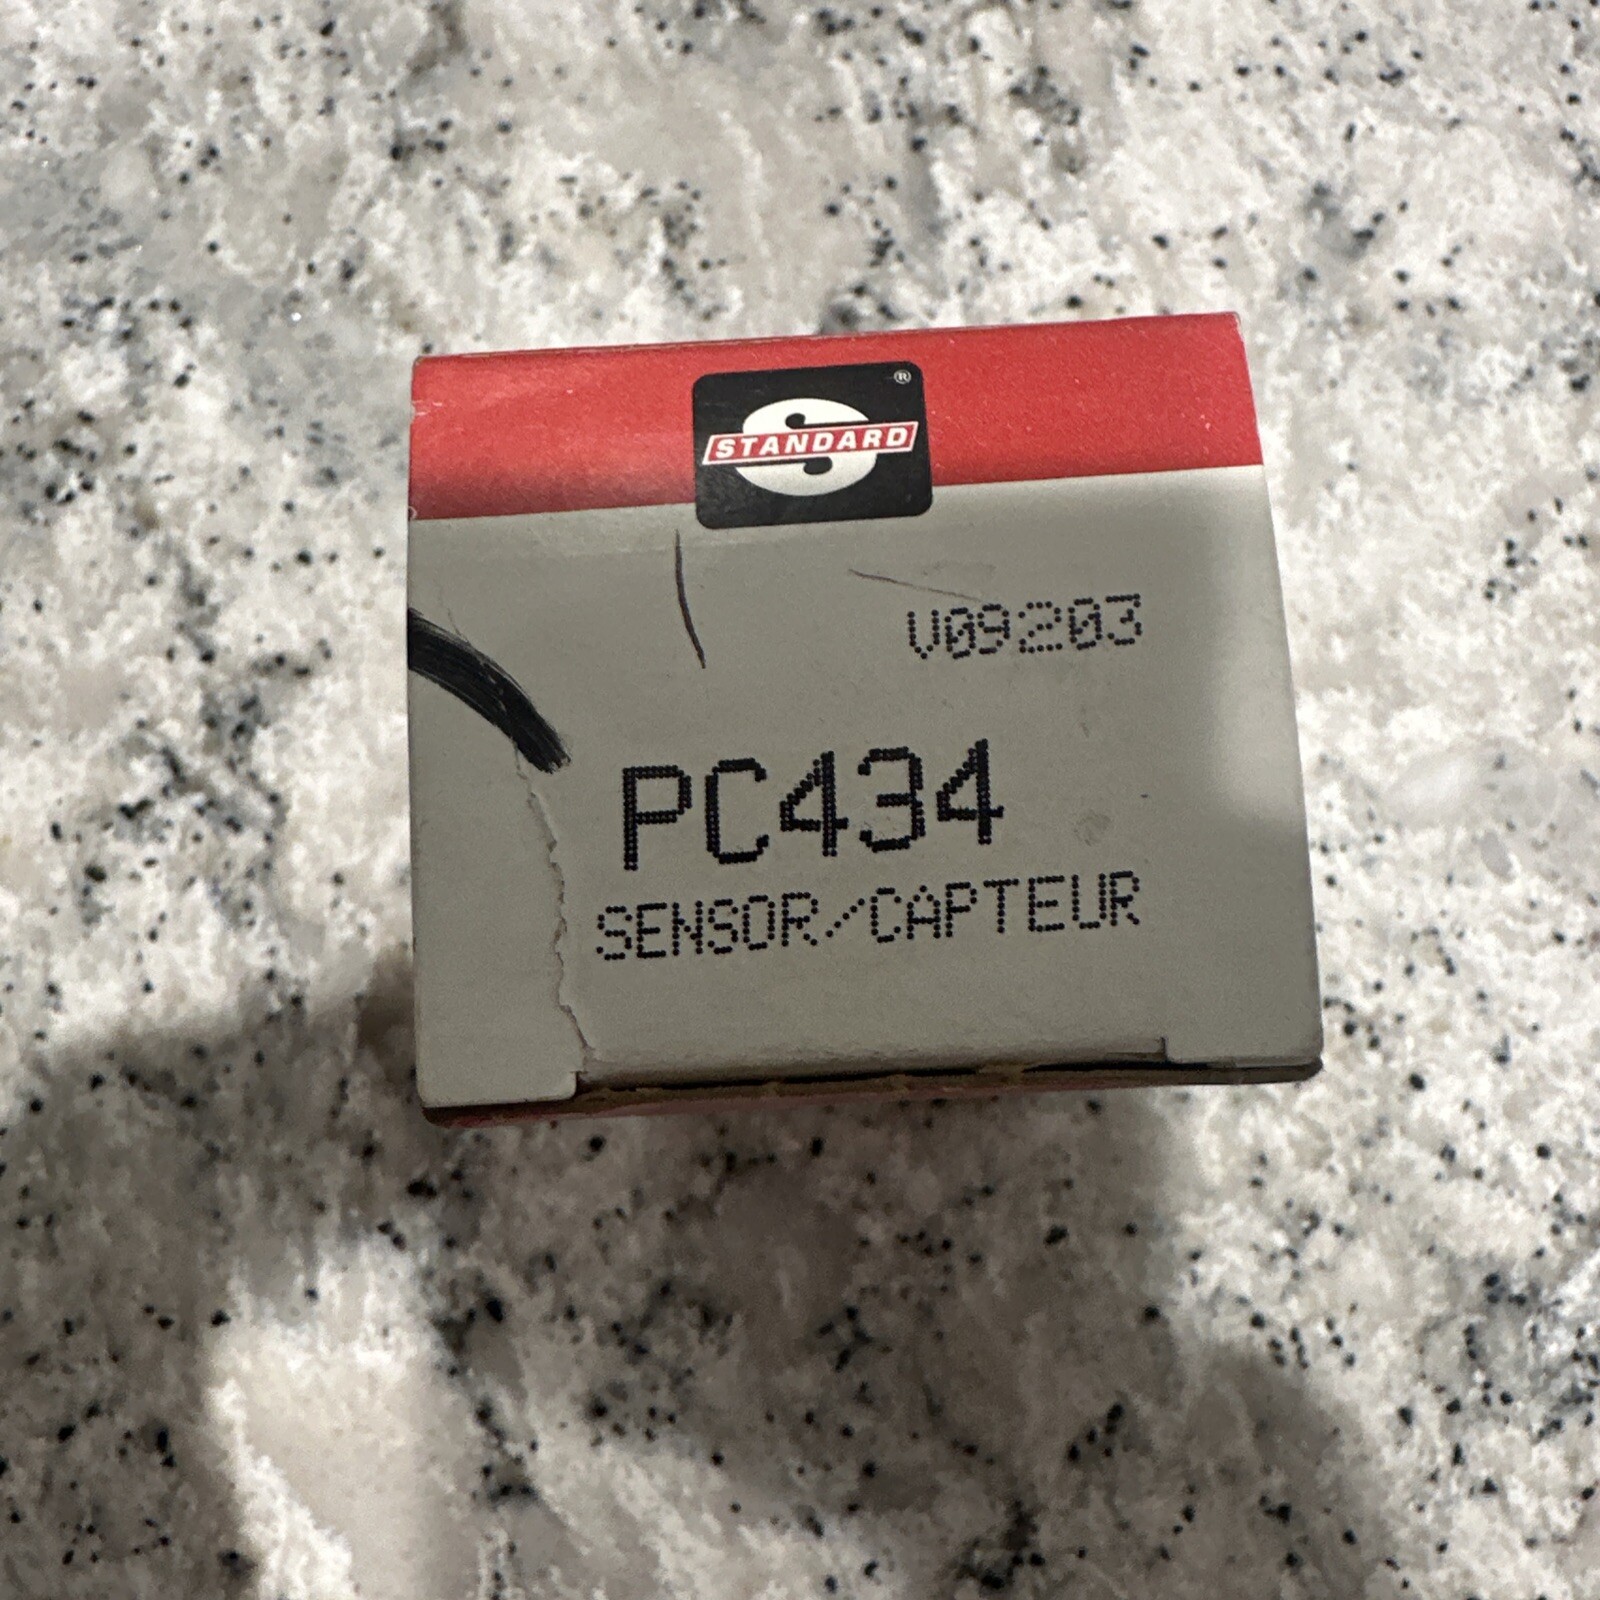 STANDARD ®
V09203
PC434
SENSOR/CAPTEUR